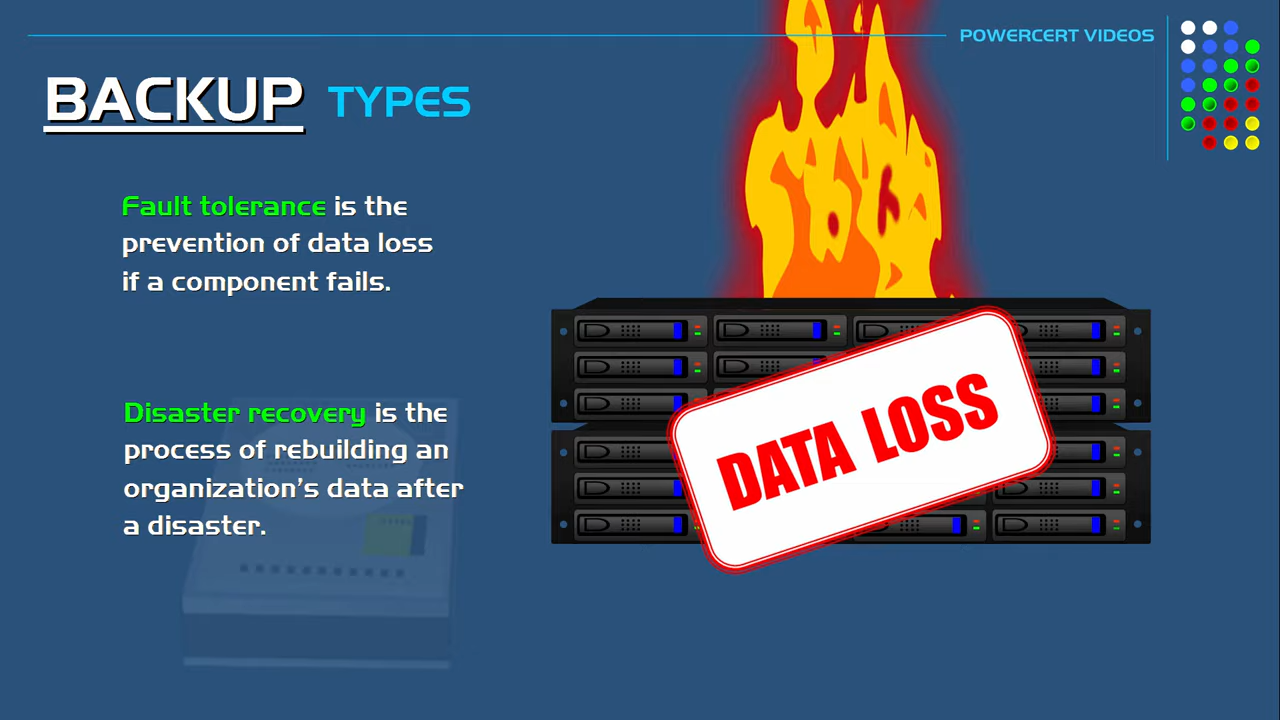 POWERCERT VIDEOS
BACKUP TYPES
Fault tolerance is the
prevention of data loss
if a component fails.
Disaster recovery is the
process of rebuilding an
organization's data after
a disaster.
DATA LOSS